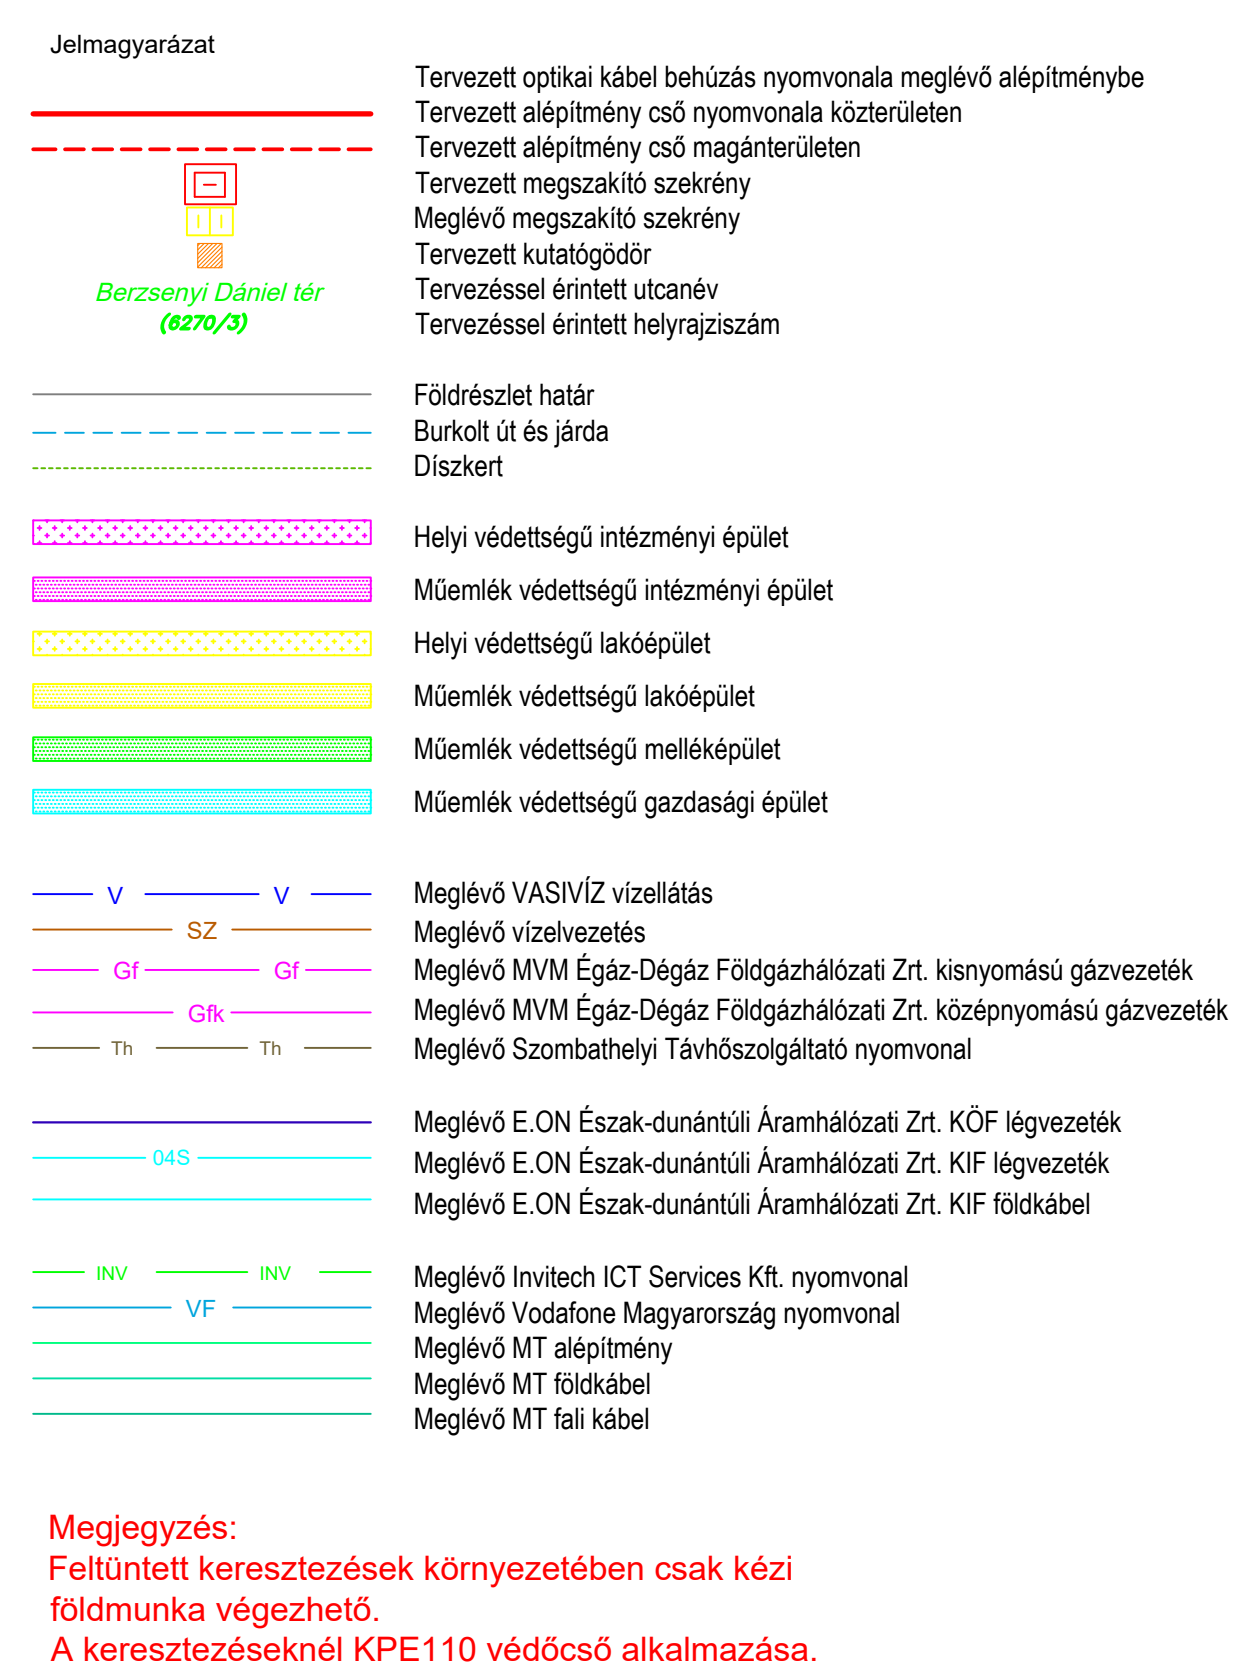 Jelmagyarázat
Tervezett optikai kábel behúzás nyomvonala meglévő alépítménybe
Tervezett alépítmény cső nyomvonala közterületen
Tervezett alépítmény cső magánterületen
Tervezett megszakító szekrény
Meglévő megszakító szekrény
Tervezett kutatógödör
Berzsenyi Dániel tér Tervezéssel érintett utcanév
(6270/3) Tervezéssel érintett helyrajziszám
Földrészlet határ
Burkolt út és járda
Díszkert
Helyi védettségű intézményi épület
Műemlék védettségű intézményi épület
Helyi védettségű lakóépület
Műemlék védettségű lakóépület
Műemlék védettségű melléképület
Műemlék védettségű gazdasági épület
V V Meglévő VASIVÍZ vízellátás
SZ Meglévő vízelvezetés
Gf Gf Meglévő MVM Égáz-Dégáz Földgázhálózati Zrt. kisnyomású gázvezeték
Gfk Meglévő MVM Égáz-Dégáz Földgázhálózati Zrt. középnyomású gázvezeték
Th Th Meglévő Szombathelyi Távhőszolgáltató nyomvonal
Meglévő E.ON Észak-dunántúli Áramhálózati Zrt. KÖF légvezeték
04S Meglévő E.ON Észak-dunántúli Áramhálózati Zrt. KIF légvezeték
Meglévő E.ON Észak-dunántúli Áramhálózati Zrt. KIF földkábel
INV INV Meglévő Invitech ICT Services Kft. nyomvonal
VF Meglévő Vodafone Magyarország nyomvonal
Meglévő MT alépítmény
Meglévő MT földkábel
Meglévő MT fali kábel
Megjegyzés:
Feltüntett keresztezések környezetében csak kézi
földmunka végezhető.
A keresztezéseknél KPE110 védőcső alkalmazása.